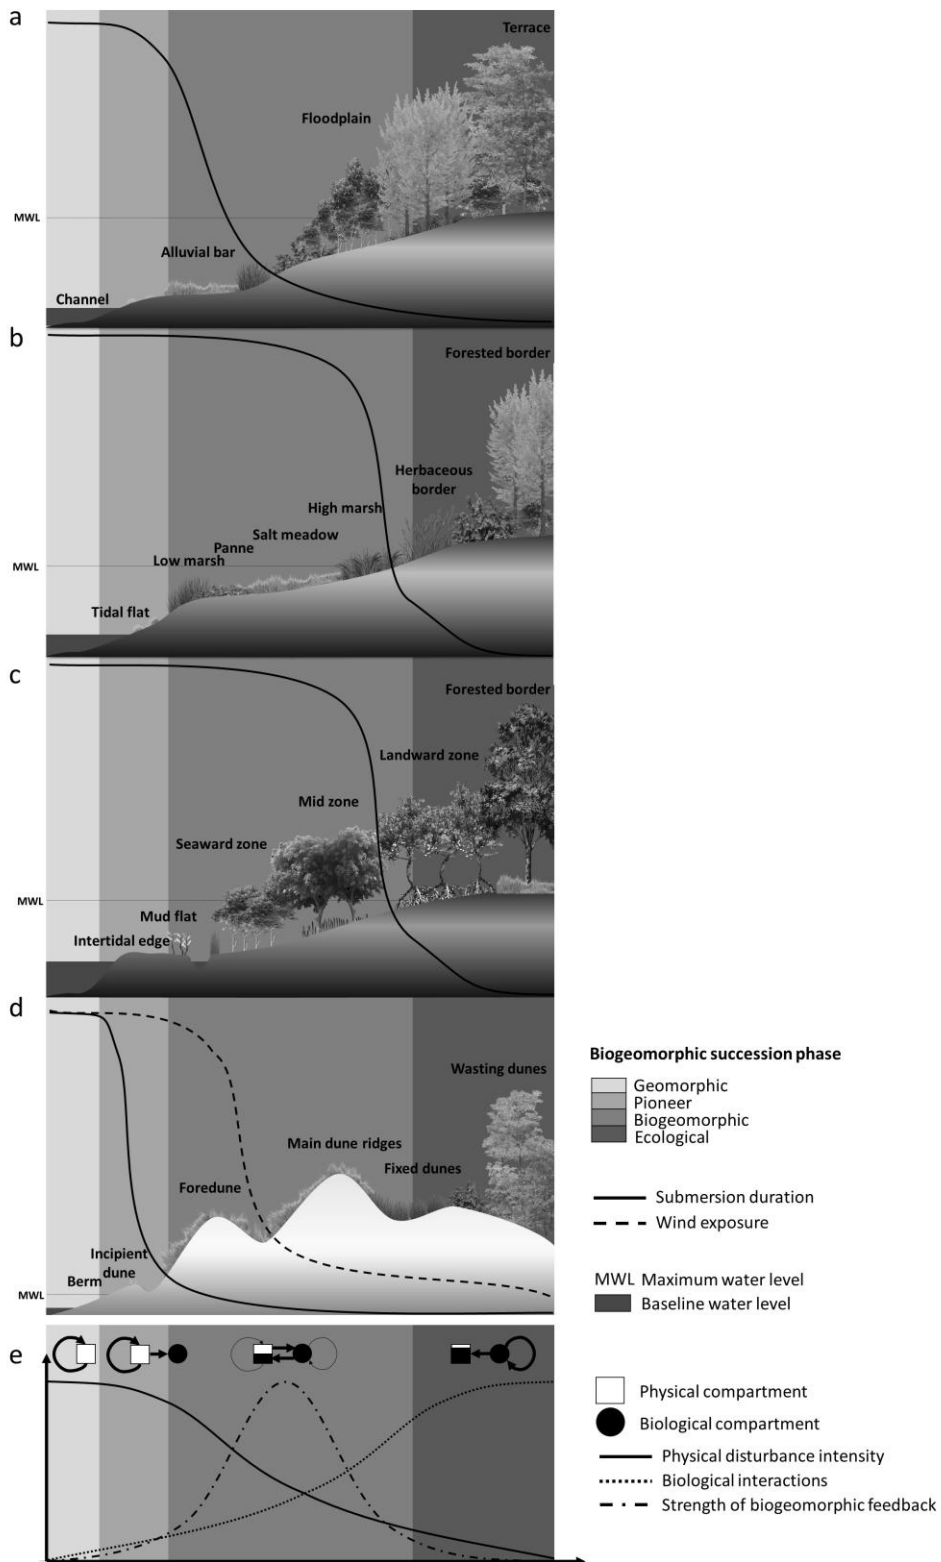 a
Terrace
Floodplain
MWL
Alluvial bar
Channel
b
Forested border
Herbaceous
border
High marsh
Salt meadow
Panne
Low marsh
MWL
Tidal flat
c
Forested border
Landward zone
Mid zone
Seaward zone
MWL
Mud flat
Intertidal edge
d
Wasting dunes
Main dune ridges
Fixed dunes
Foredune
Incipient
dune
Berm
MWL
Biogeomorphic succession phase
Geomorphic
Pioneer
Biogeomorphic
Ecological
Submersion duration
Wind exposure
MWL Maximum water level
Baseline water level
e
Physical compartment
Biological compartment
Physical disturbance intensity
Biological interactions
Strength of biogeomorphic feedback